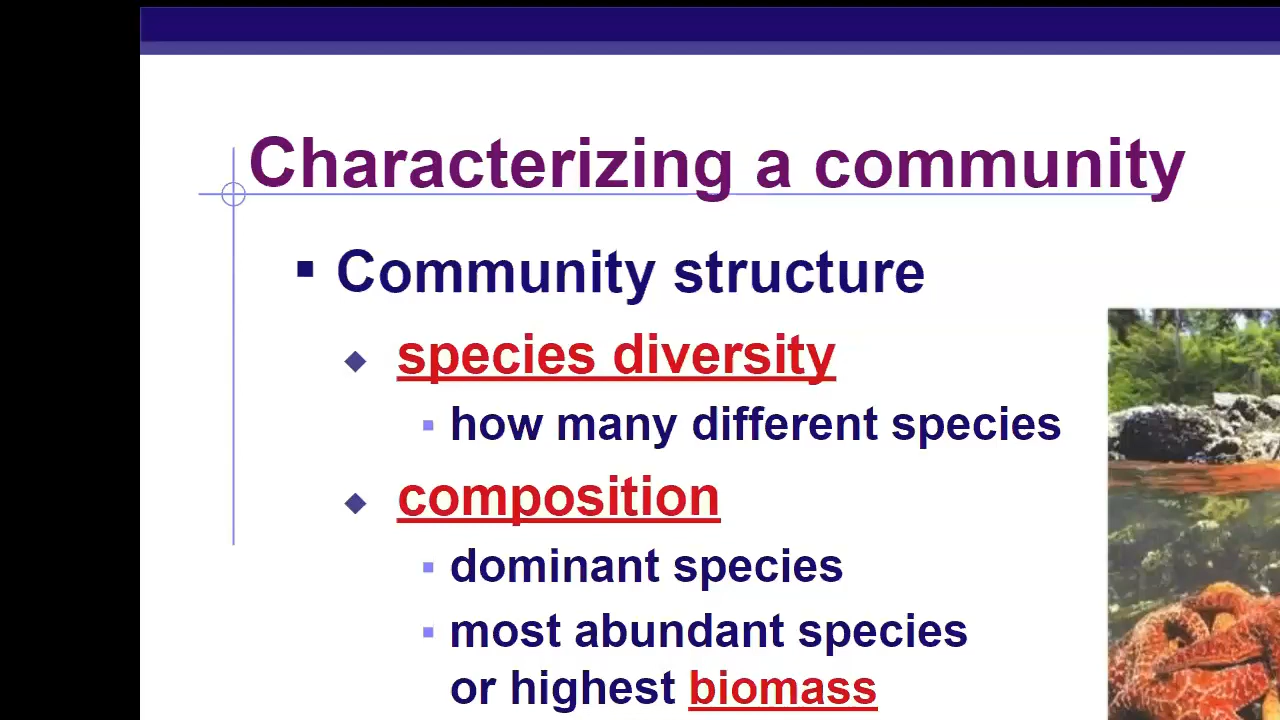 Characterizing a community
Community structure
species diversity
how many different species
composition
dominant species
most abundant species
or highest biomass